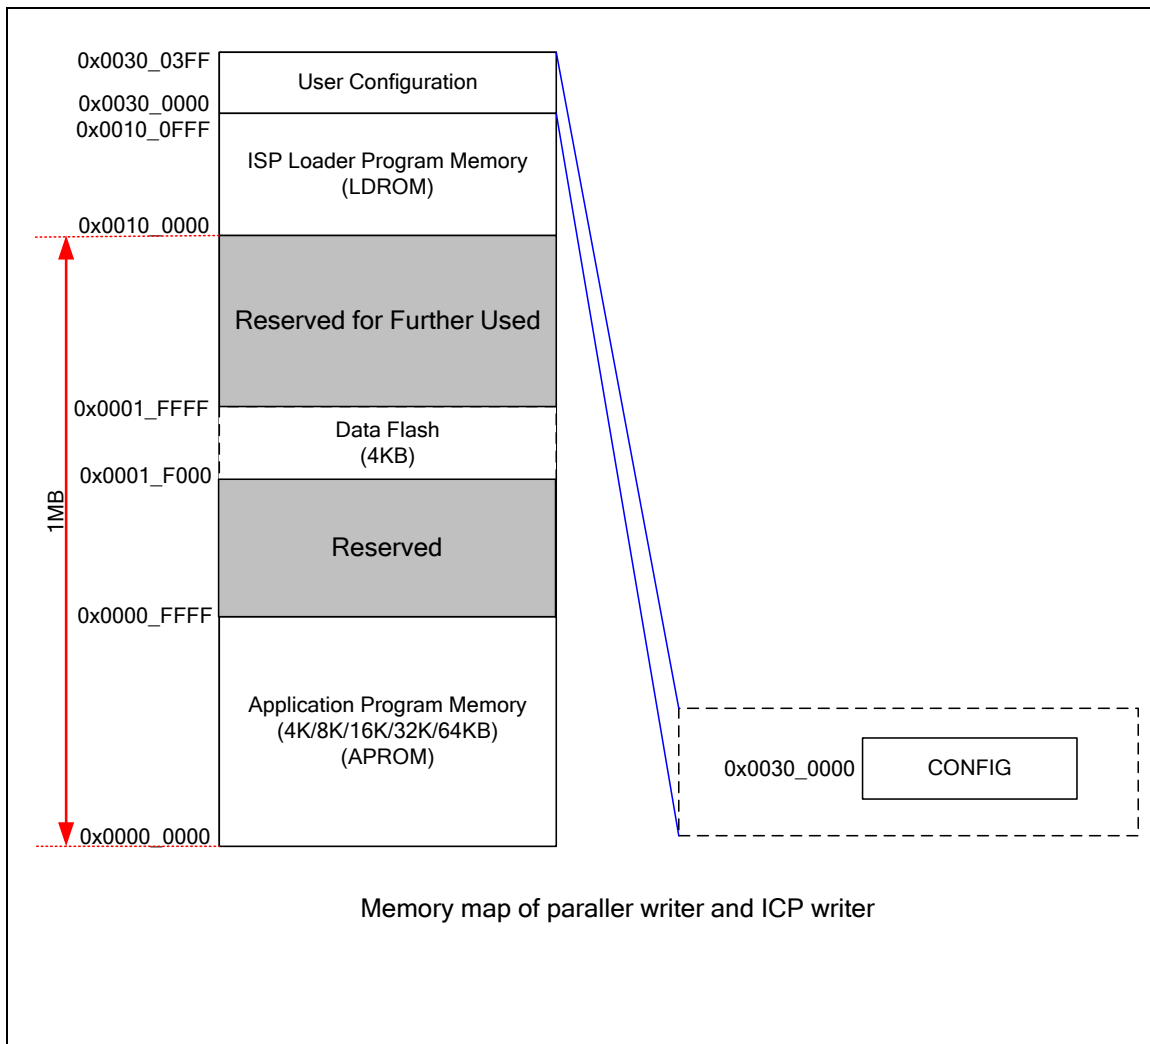 0x0030_03FF
User Configuration
0x0030_0000
0x0010_0FFF
ISP Loader Program Memory
(LDROM)
0x0010_0000
Reserved for Further Used
0x0001_FFFF
Data Flash
(4KB)
0x0001_F000
1MB
Reserved
0x0000_FFFF
Application Program Memory
(4K/8K/16K/32K/64KB)
(APROM)
0x0000_0000
0x0030_0000
CONFIG
Memory map of paraller writer and ICP writer